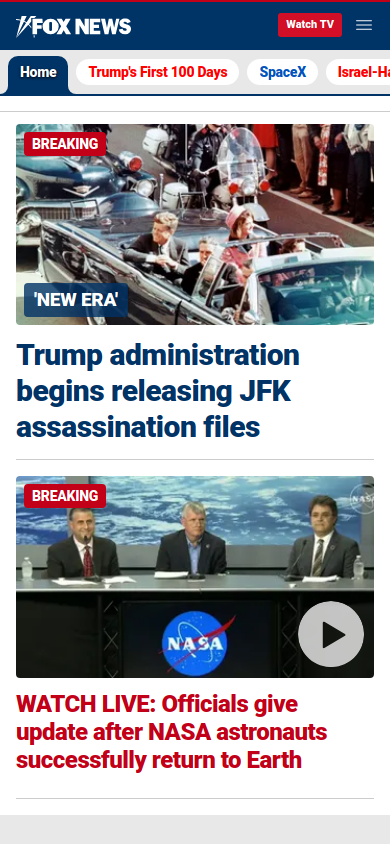 FOX NEWS
Watch TV
Home
Trump's First 100 Days
SpaceX
Israel-Ha
BREAKING
'NEW ERA'
Trump administration
begins releasing JFK
assassination files
BREAKING
NASA
NASA
WATCH LIVE: Officials give
update after NASA astronauts
successfully return to Earth